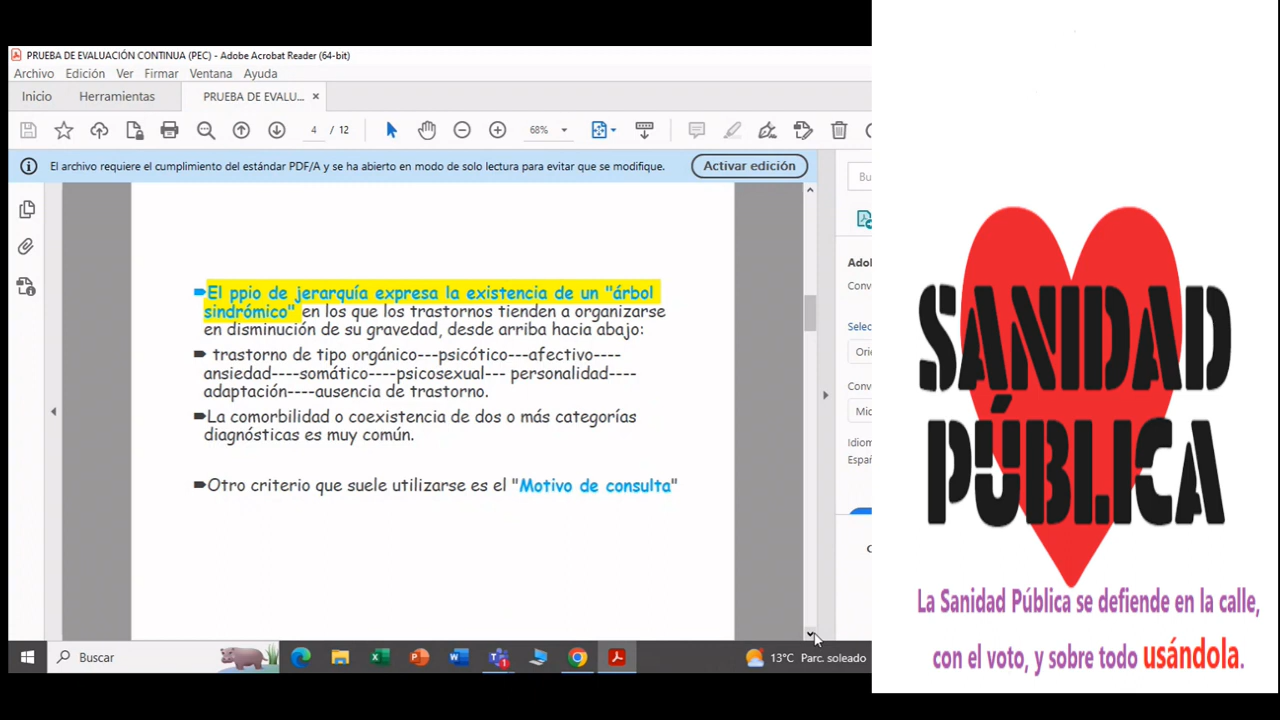 PRUEBA DE EVALUACIÓN CONTINUA (PEC) - Adobe Acrobat Reader (64-bit)
Archivo Edición Ver Firmar Ventana Ayuda
Inicio Herramientas PRUEBA DE EVALU... ×
4 / 12 68%
El archivo requiere el cumplimiento del estándar PDF/A y se ha abierto en modo de solo lectura para evitar que se modifique. Activar edición
El ppio de jerarquía expresa la existencia de un "árbol
sindrómico" en los que los trastornos tienden a organizarse
en disminución de su gravedad, desde arriba hacia abajo:
trastorno de tipo orgánico---psicótico---afectivo----
ansiedad----somático----psicosexual--- personalidad----
adaptación----ausencia de trastorno.
La comorbilidad o coexistencia de dos o más categorías
diagnósticas es muy común.
Otro criterio que suele utilizarse es el "Motivo de consulta"
Bu
Adol
Conv
Selec
Orie
Conv
Mic
Idiom
Españ
Buscar
13°C Parc. soleado
SANIDAD
PÚBLICA
La Sanidad Pública se defiende en la calle,
con el voto, y sobre todo usándola.